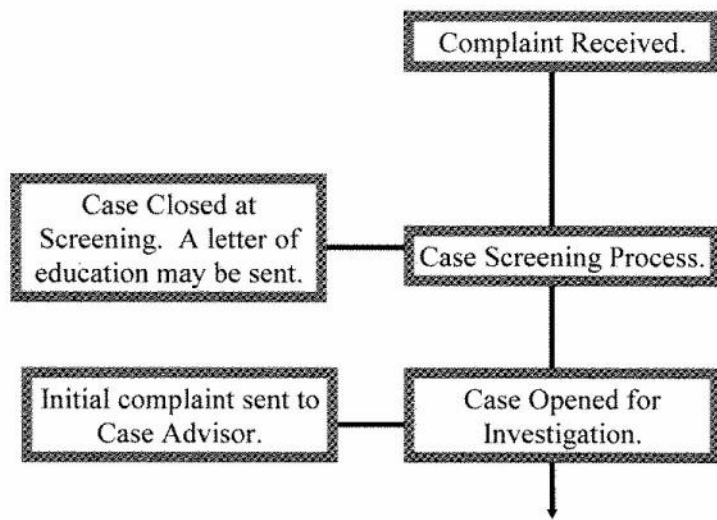 Complaint Received.
Case Closed at
Screening. A letter of
education may be sent.
Case Screening Process.
Initial complaint sent to
Case Advisor.
Case Opened for
Investigation.